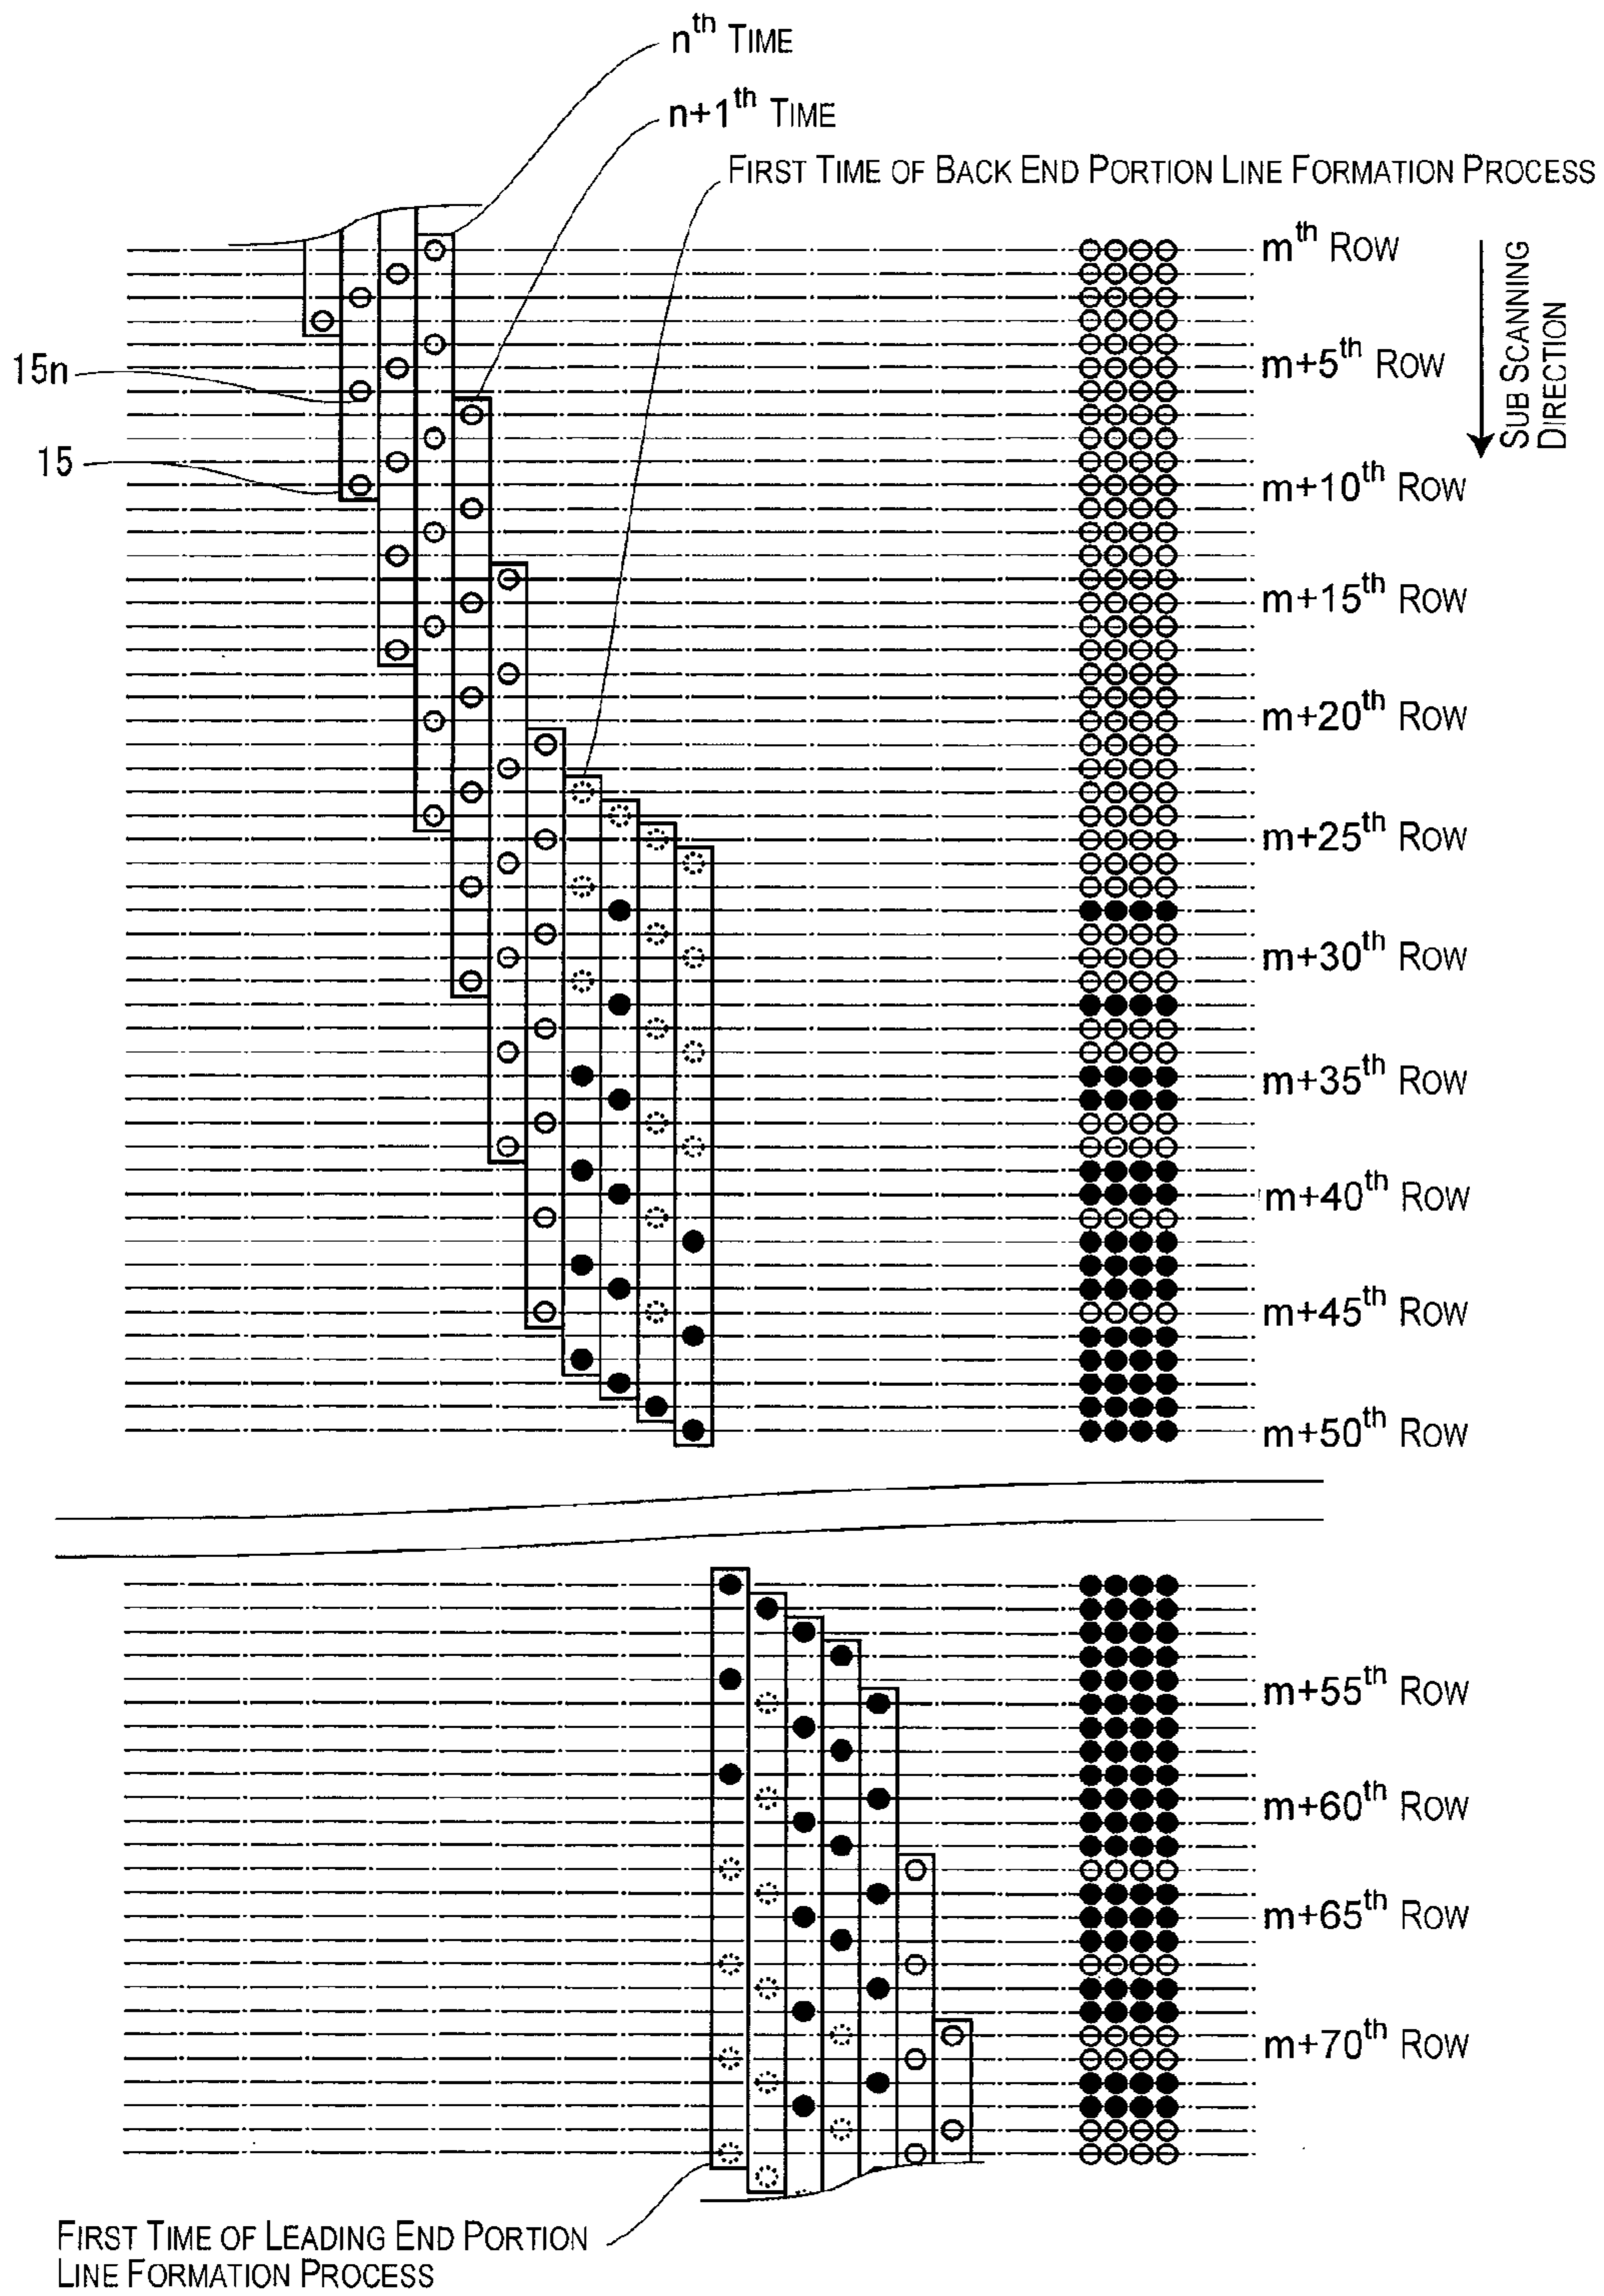 nth TIME
n+1th TIME
FIRST TIME OF BACK END PORTION LINE FORMATION PROCESS
mth ROW
SUB SCANNING
DIRECTION
m+5th ROW
15n
15
m+10th ROW
m+15th ROW
m+20th ROW
m+25th ROW
m+30th ROW
m+35th ROW
m+40th ROW
m+45th ROW
m+50th ROW
m+55th ROW
m+60th ROW
m+65th ROW
m+70th ROW
FIRST TIME OF LEADING END PORTION
LINE FORMATION PROCESS